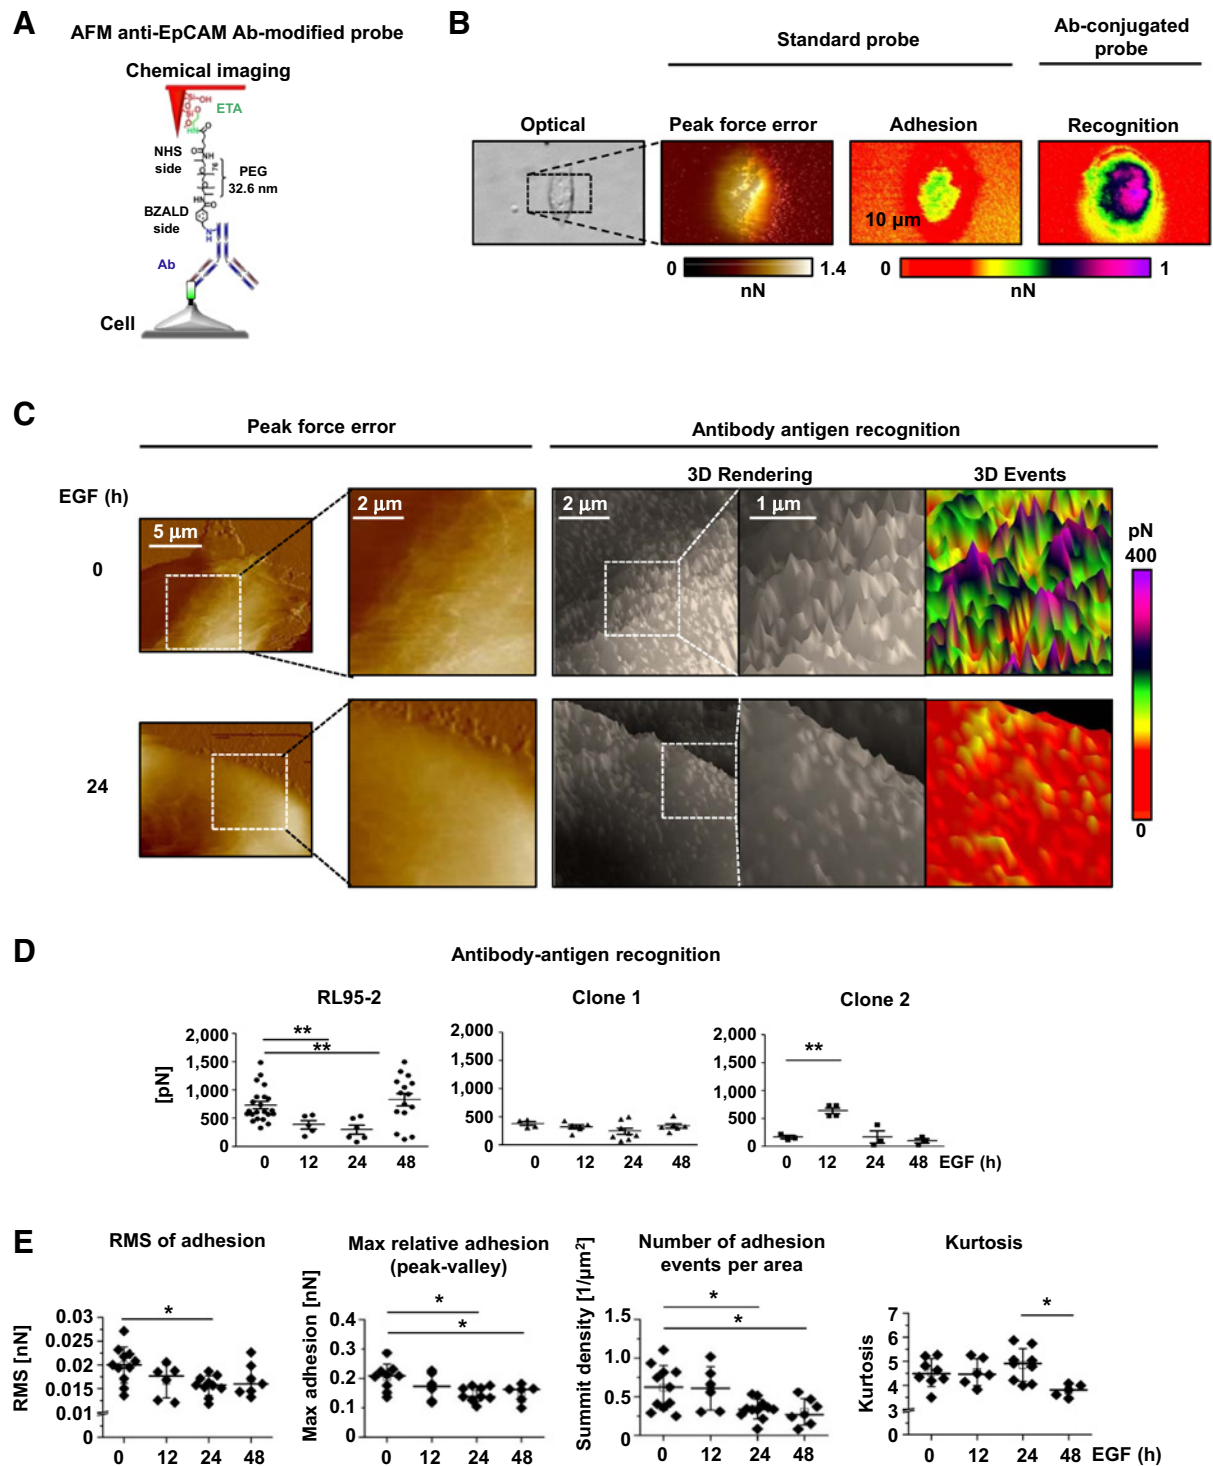 A
AFM anti-EpCAM Ab-modified probe
Chemical imaging
ETA
NHS
side
PEG
32.6 nm
BZALD
side
Ab
Cell
B
Standard probe
Ab-conjugated
probe
Optical
Peak force error
Adhesion
Recognition
10 µm
0
1.4
nN
0
1
nN
C
Peak force error
Antibody antigen recognition
3D Rendering
3D Events
EGF (h)
5 µm
2 µm
2 µm
1 µm
0
24
pN
400
0
D
Antibody-antigen recognition
RL95-2
Clone 1
Clone 2
[pN]
2,000
1,500
1,000
500
0
**
**
0 12 24 48
2,000
1,500
1,000
500
0
0 12 24 48
2,000
1,500
1,000
500
0
**
0 12 24 48 EGF (h)
E
RMS of adhesion
RMS [nN]
0.03
0.025
0.02
0.015
0.01
0
*
0 12 24 48
Max relative adhesion
(peak-valley)
Max adhesion [nN]
0.4
0.3
0.2
0.1
0
*
*
0 12 24 48
Number of adhesion
events per area
Summit density [1/µm²]
1.5
1.0
0.5
0
*
*
0 12 24 48
Kurtosis
Kurtosis
7
6
5
4
3
0
*
0 12 24 48 EGF (h)